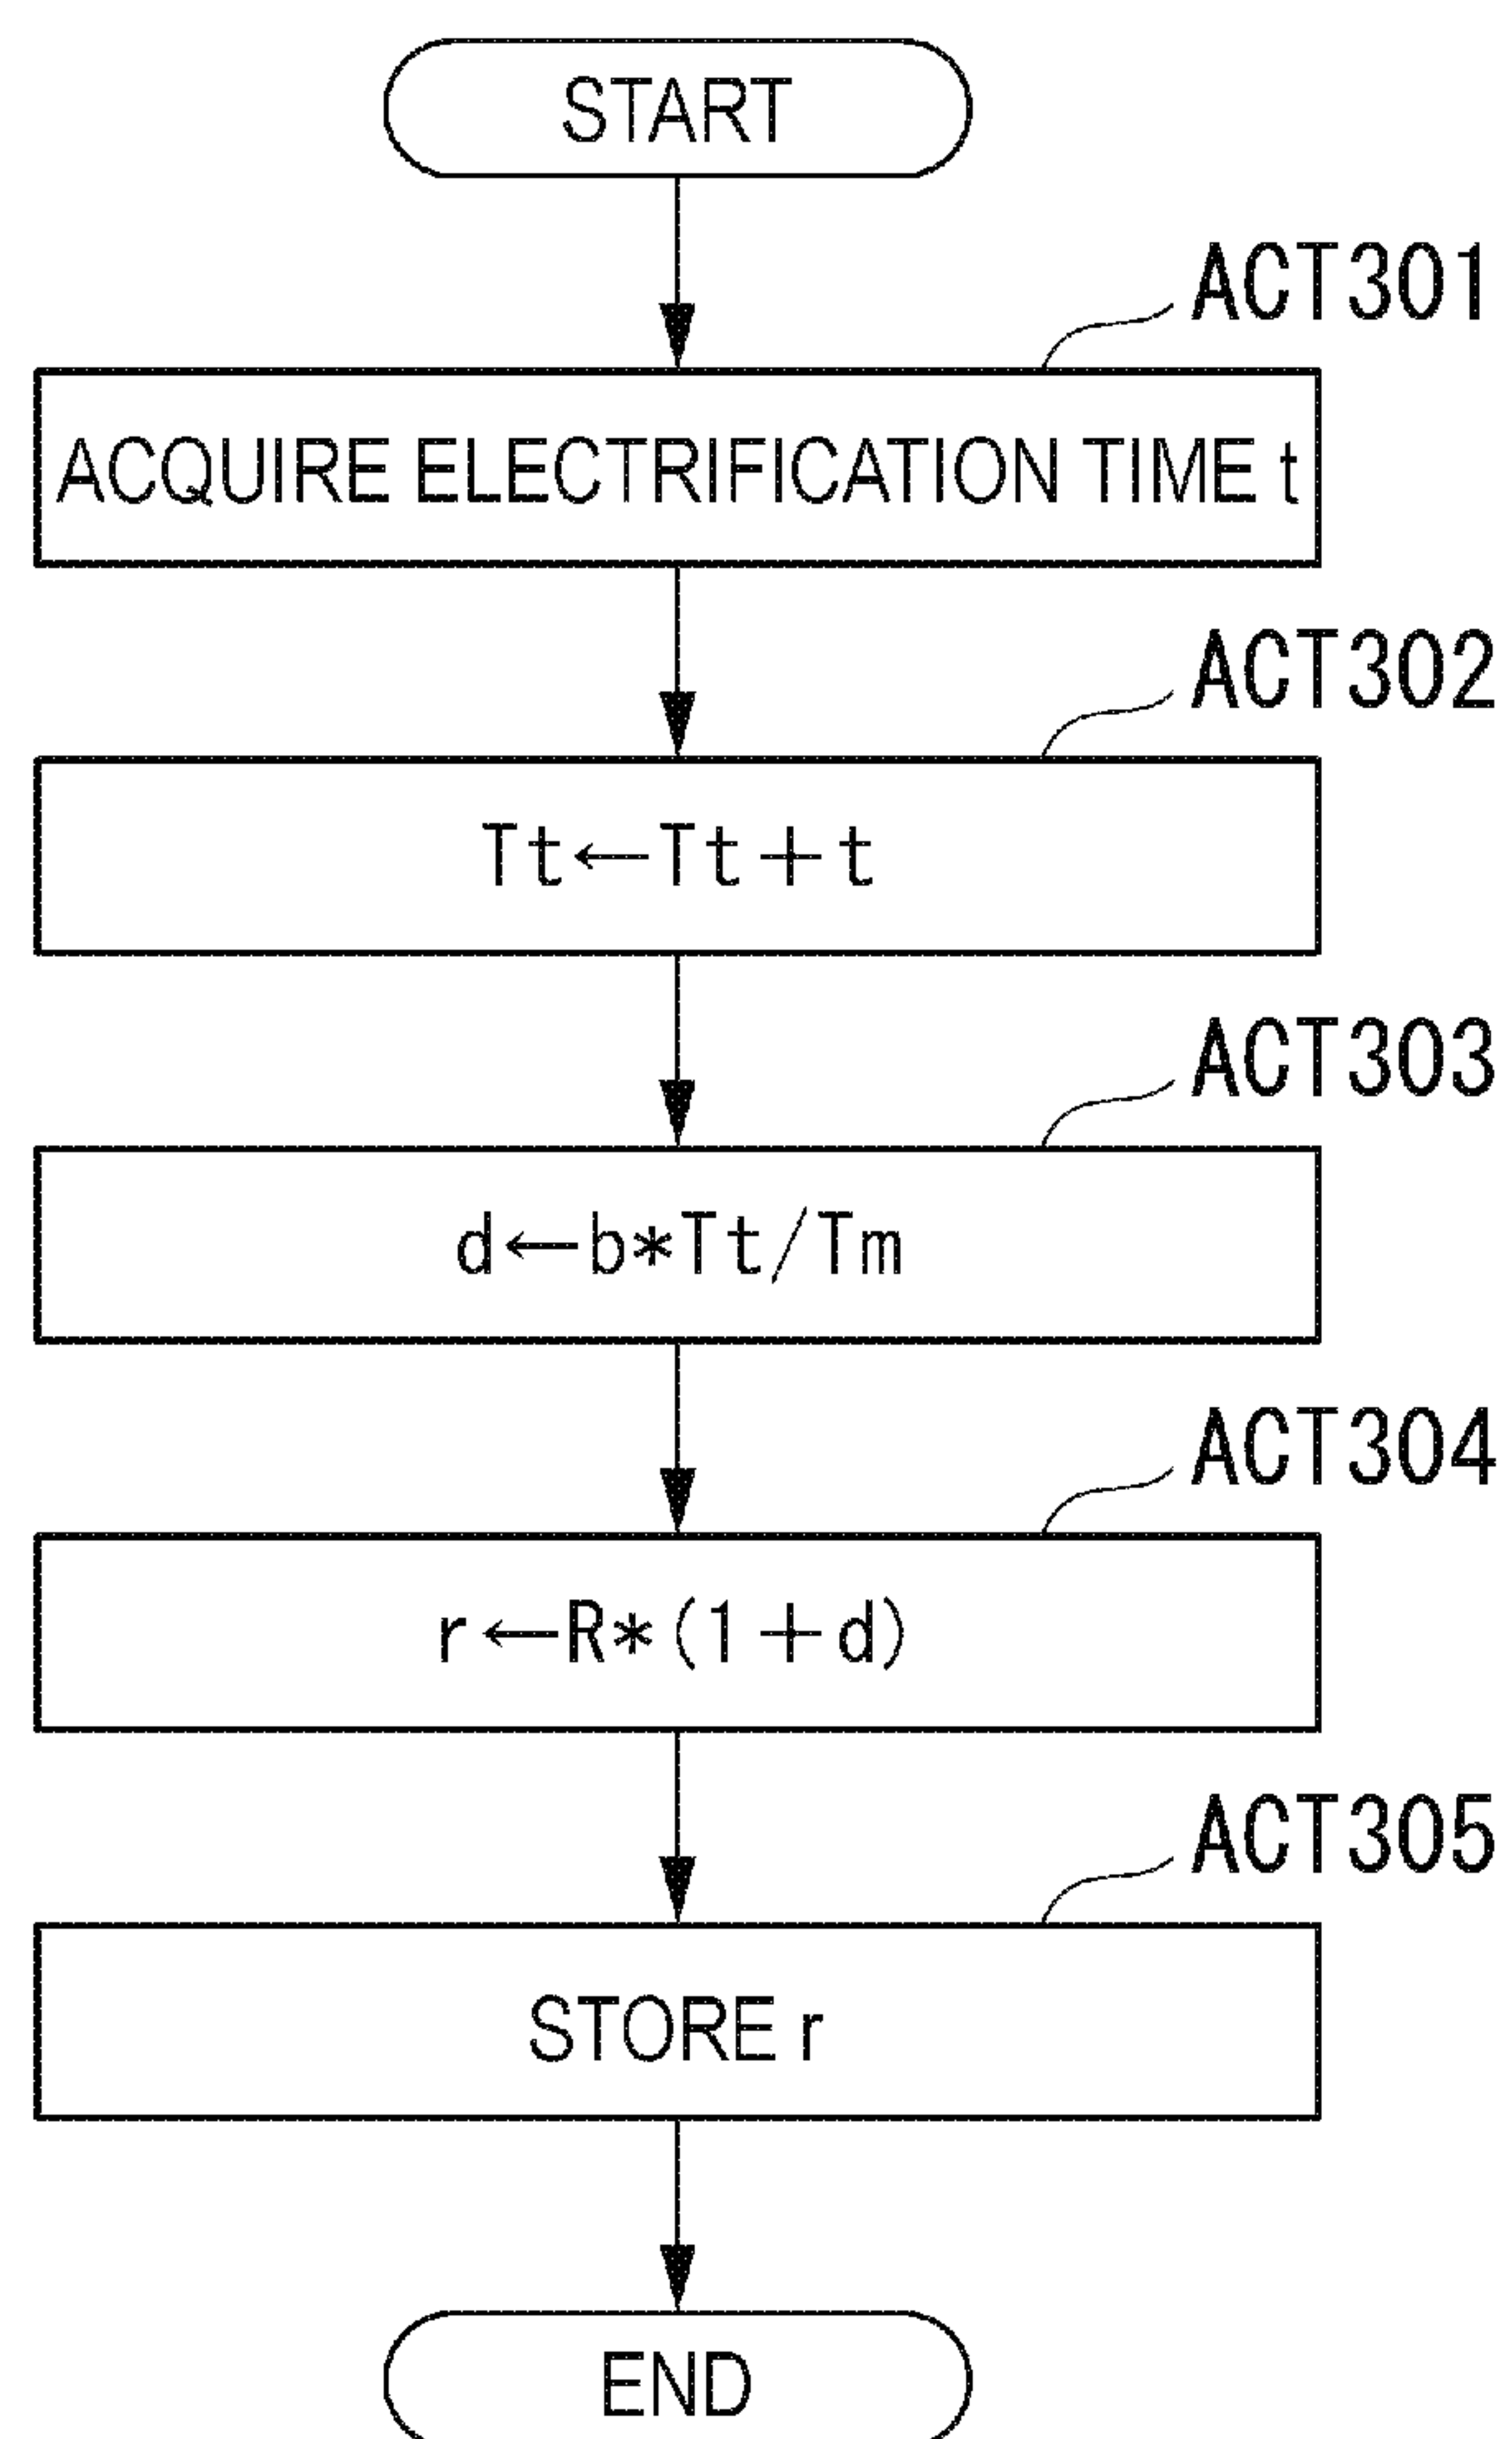 START
ACT301
ACQUIRE ELECTRIFICATION TIME t
ACT302
Tt←Tt+t
ACT303
d←b*Tt/Tm
ACT304
r←R*(1+d)
ACT305
STORE r
END